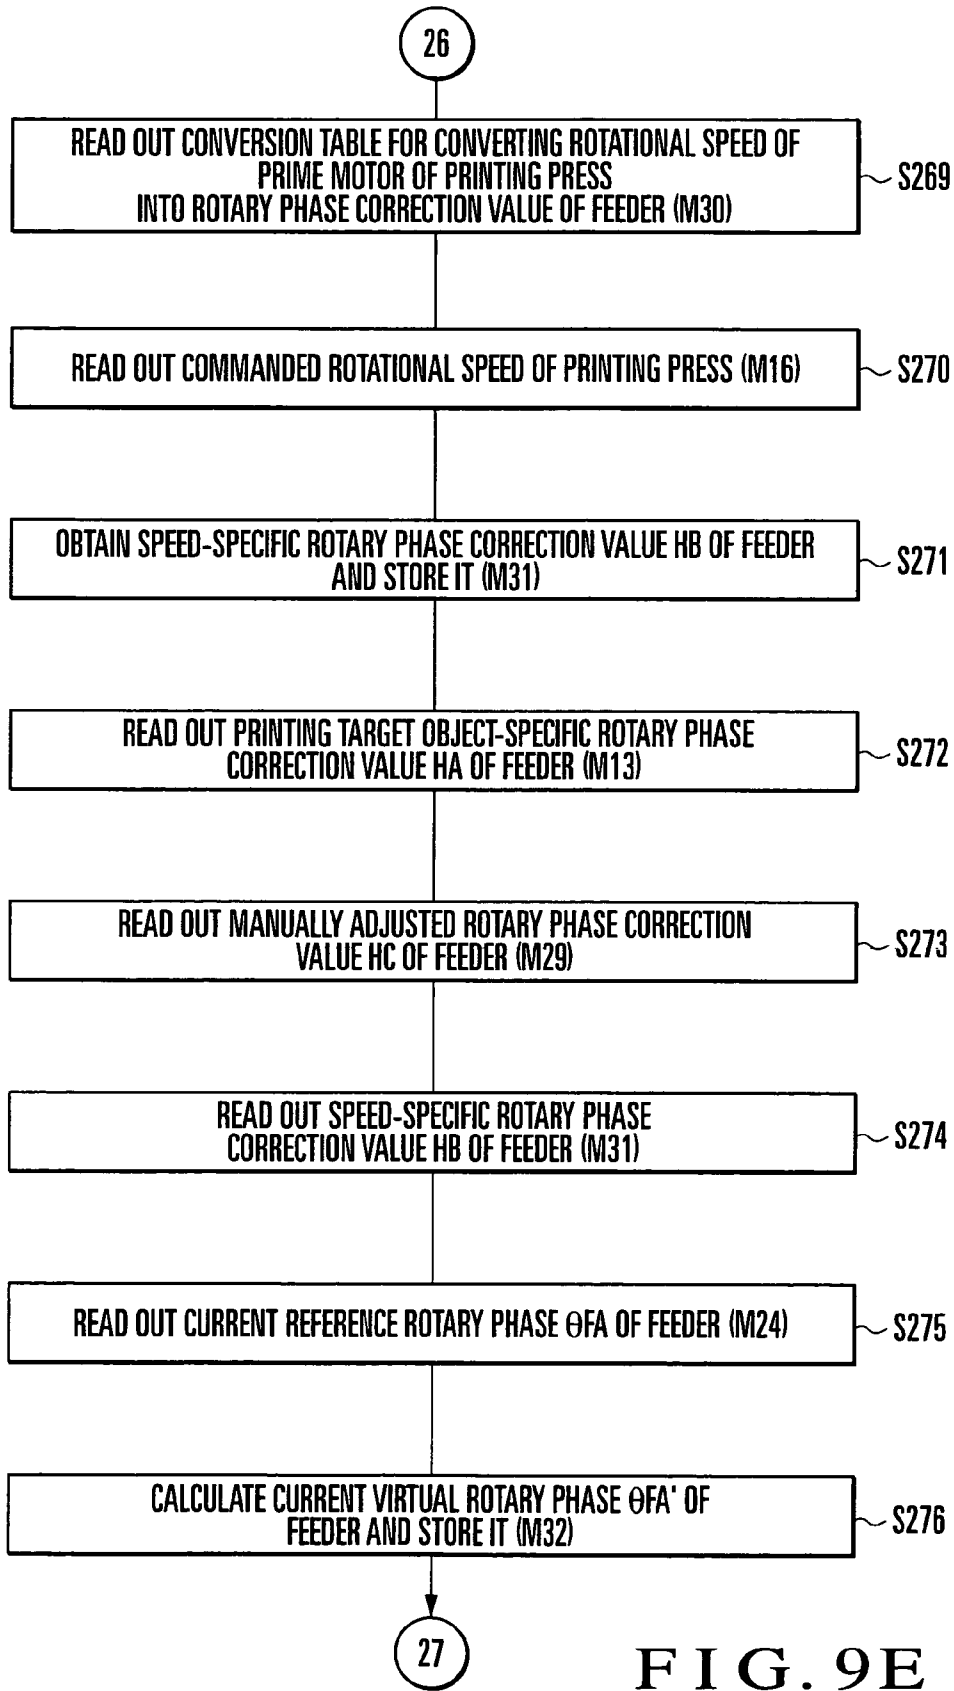 26
READ OUT CONVERSION TABLE FOR CONVERTING ROTATIONAL SPEED OF
PRIME MOTOR OF PRINTING PRESS
INTO ROTARY PHASE CORRECTION VALUE OF FEEDER (M30)
S269
READ OUT COMMANDED ROTATIONAL SPEED OF PRINTING PRESS (M16)
S270
OBTAIN SPEED-SPECIFIC ROTARY PHASE CORRECTION VALUE HB OF FEEDER
AND STORE IT (M31)
S271
READ OUT PRINTING TARGET OBJECT-SPECIFIC ROTARY PHASE
CORRECTION VALUE HA OF FEEDER (M13)
S272
READ OUT MANUALLY ADJUSTED ROTARY PHASE CORRECTION
VALUE HC OF FEEDER (M29)
S273
READ OUT SPEED-SPECIFIC ROTARY PHASE
CORRECTION VALUE HB OF FEEDER (M31)
S274
READ OUT CURRENT REFERENCE ROTARY PHASE θFA OF FEEDER (M24)
S275
CALCULATE CURRENT VIRTUAL ROTARY PHASE θFA' OF
FEEDER AND STORE IT (M32)
S276
27
FIG. 9E